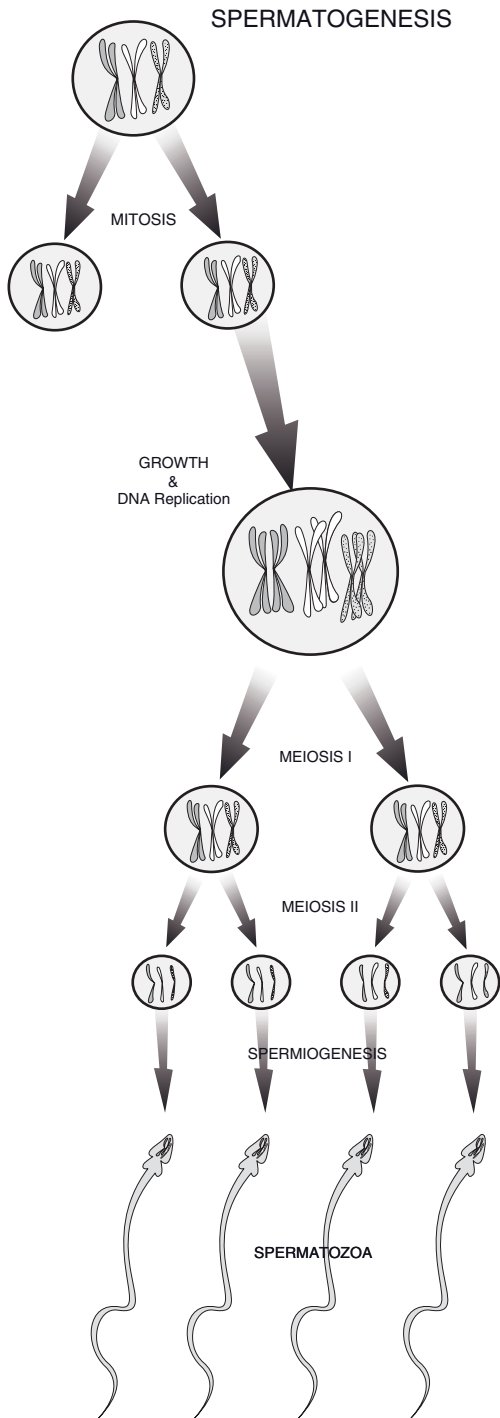 SPERMATOGENESIS
MITOSIS
GROWTH
&
DNA Replication
MEIOSIS I
MEIOSIS II
SPERMIOGENESIS
SPERMATOZOA